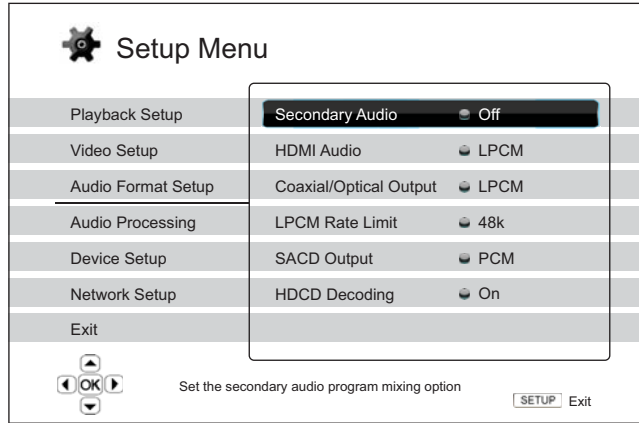 Setup Menu
Playback Setup
Secondary Audio Off
Video Setup
HDMI Audio LPCM
Audio Format Setup
Coaxial/Optical Output LPCM
Audio Processing
LPCM Rate Limit 48k
Device Setup
SACD Output PCM
Network Setup
HDCD Decoding On
Exit
OK
Set the secondary audio program mixing option
SETUP Exit